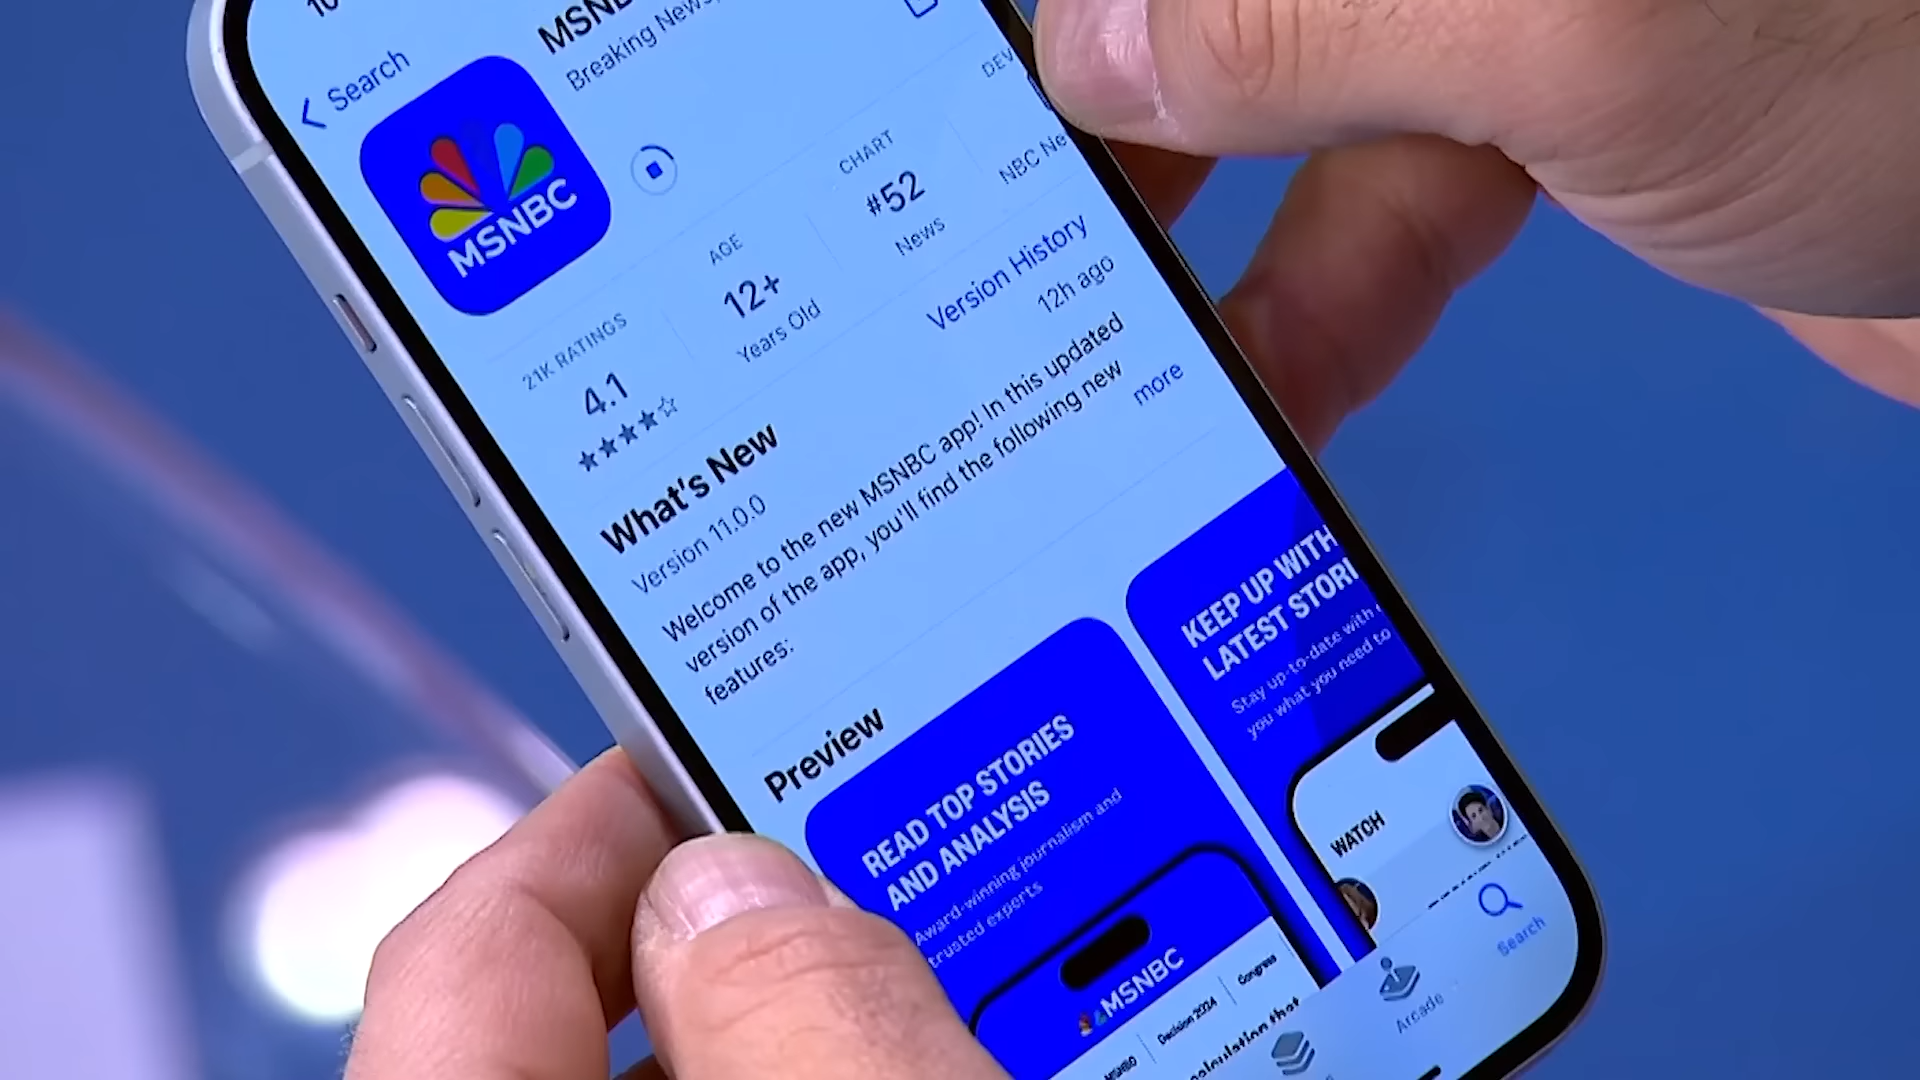 10
Search
MSNBC
Breaking News,
MSNBC
21K RATINGS
4.1
AGE
12+
Years Old
CHART
#52
News
DEV
NBC Ne
What's New
Version History
Version 11.0.0
12h ago
Welcome to the new MSNBC app! In this updated
version of the app, you'll find the following new
features:
more
Preview
READ TOP STORIES
AND ANALYSIS
Award-winning journalism and
trusted experts
MSNBC
Decision 2024
Congress
KEEP UP WITH
LATEST STORI
Stay up-to-date with
you what you need to
WATCH
Arcade
Search